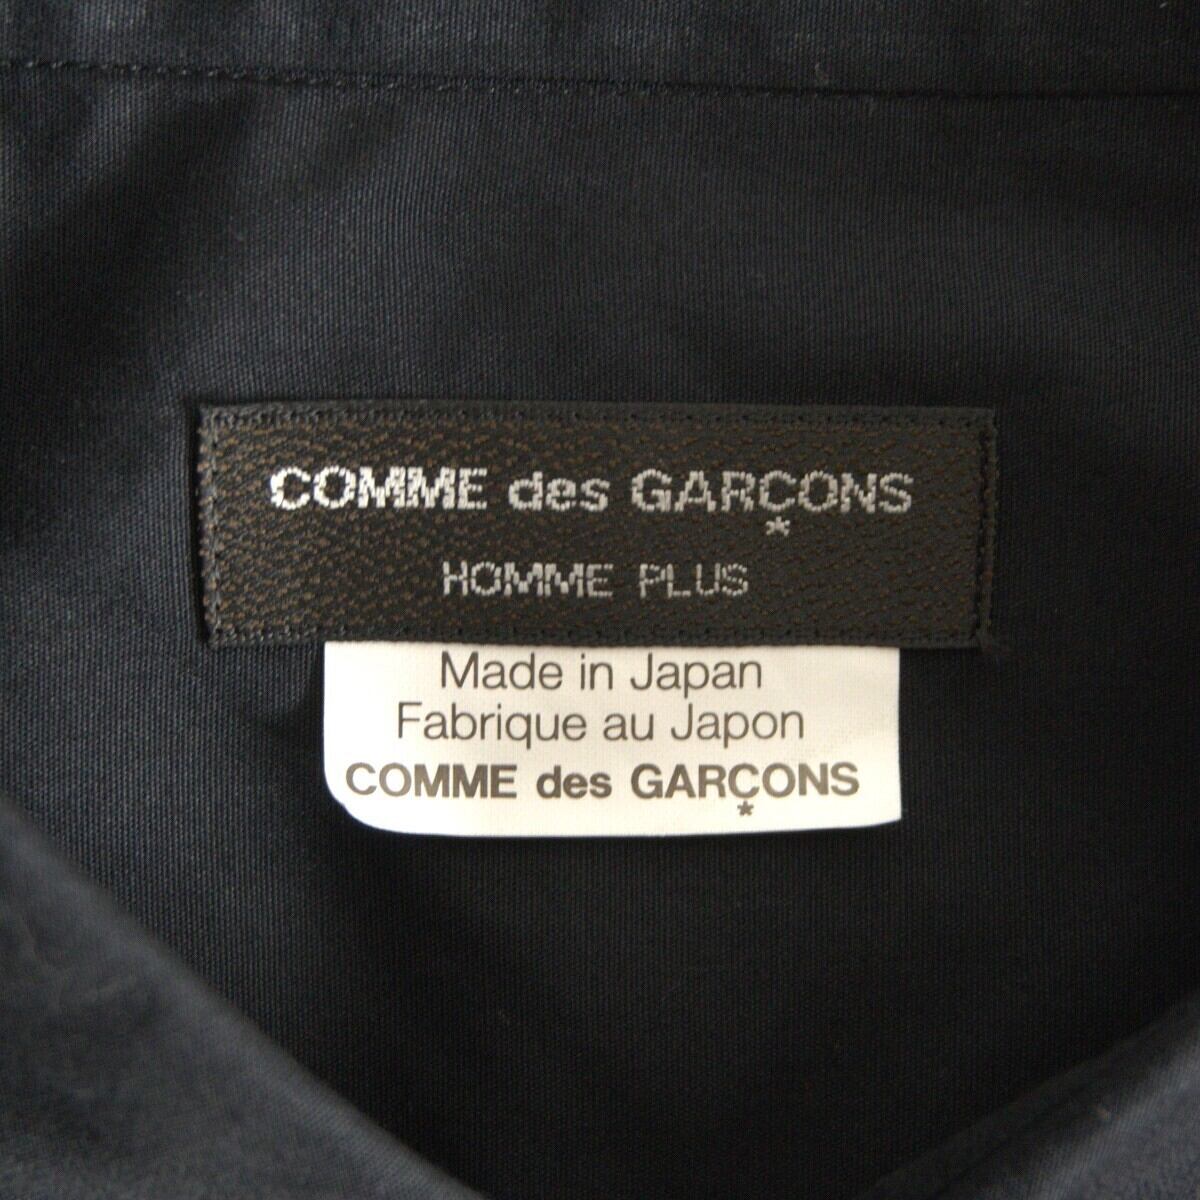 COMME des GARÇONS
*
HOMME PLUS
Made in Japan
Fabrique au Japon
COMME des GARÇONS
*